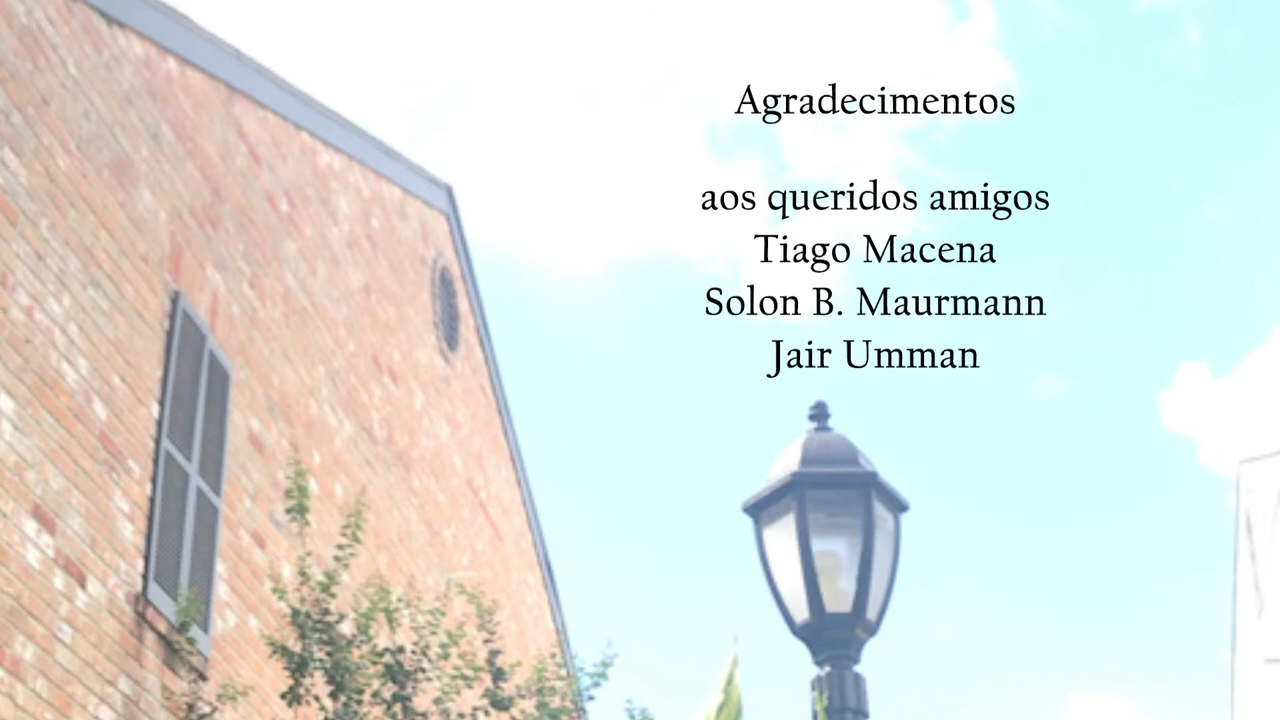 Agradecimentos
aos queridos amigos
Tiago Macena
Solon B. Maurmann
Jair Umman